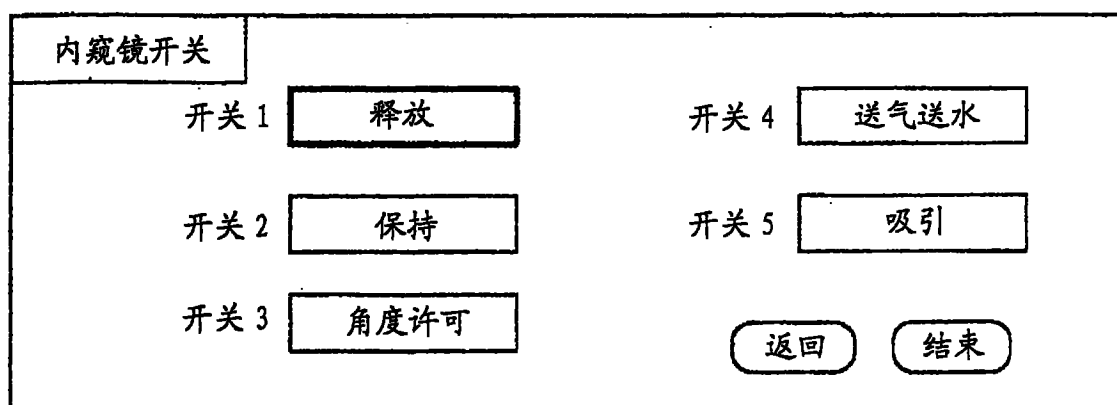 内窥镜开关
开关 1 释放 开关 4 送气送水
开关 2 保持 开关 5 吸引
开关 3 角度许可
返回 结束